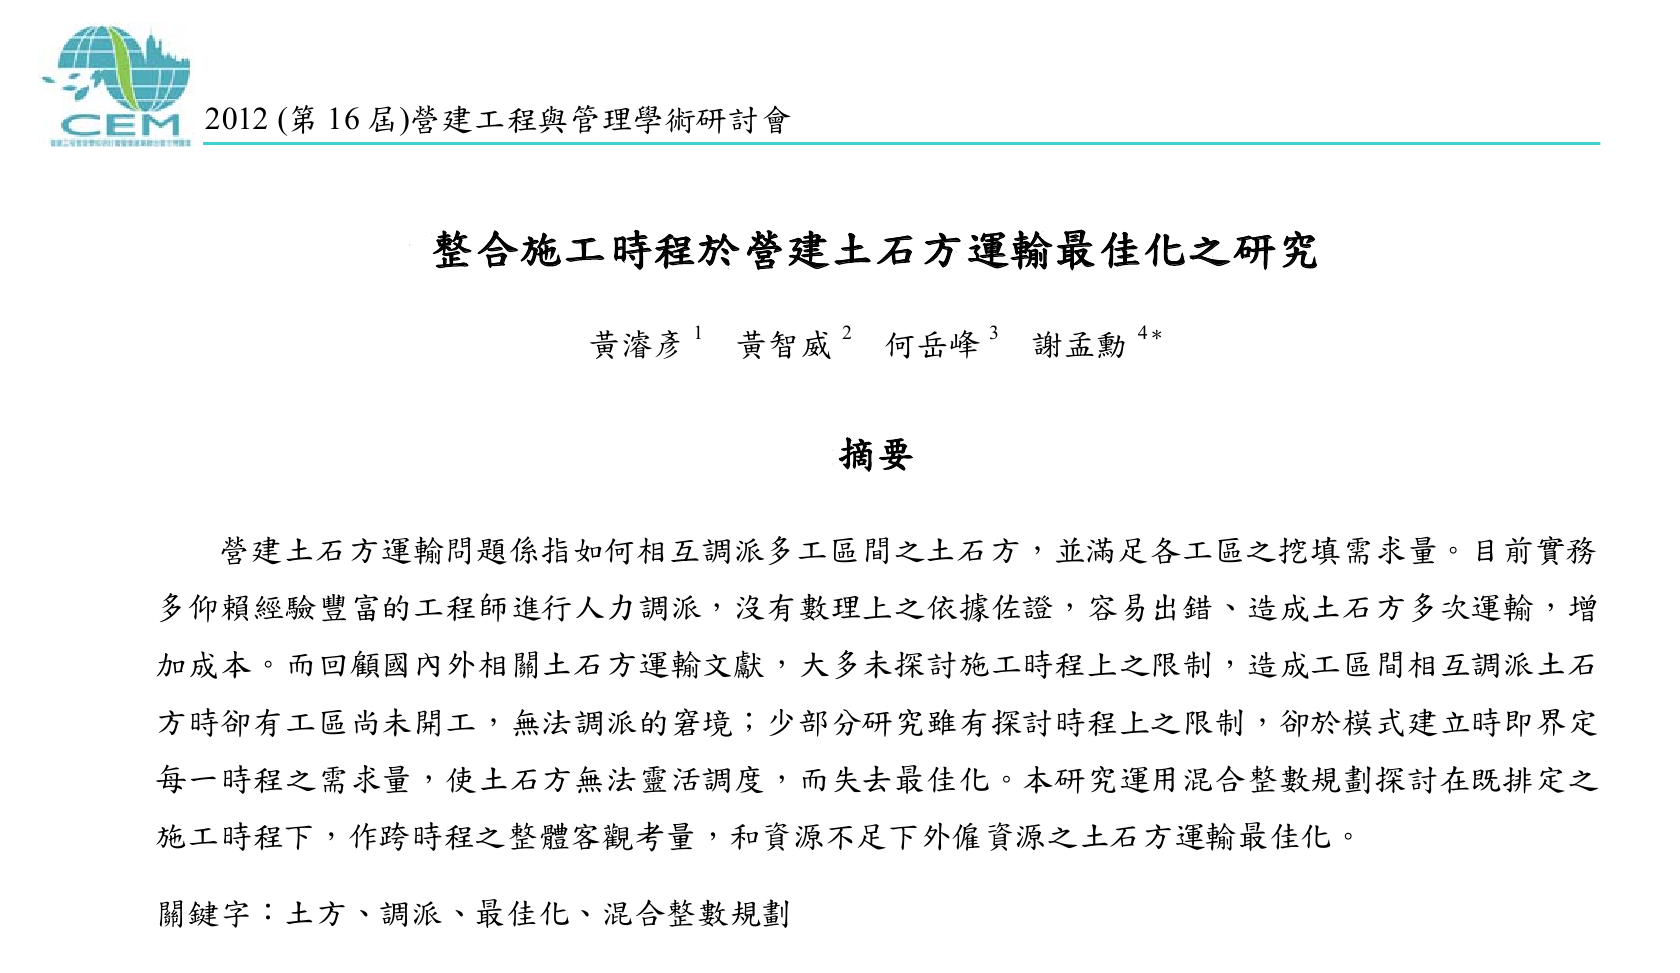 CEM
2012 (第 16 屆)營建工程與管理學術研討會
整合施工時程於營建土石方運輸最佳化之研究
黃濬彥 1 黃智威 2 何岳峰 3 謝孟勳 4*
摘要
營建土石方運輸問題係指如何相互調派多工區間之土石方，並滿足各工區之挖填需求量。目前實務
多仰賴經驗豐富的工程師進行人力調派，沒有數理上之依據佐證，容易出錯、造成土石方多次運輸，增
加成本。而回顧國內外相關土石方運輸文獻，大多未探討施工時程上之限制，造成工區間相互調派土石
方時卻有工區尚未開工，無法調派的窘境；少部分研究雖有探討時程上之限制，卻於模式建立時即界定
每一時程之需求量，使土石方無法靈活調度，而失去最佳化。本研究運用混合整數規劃探討在既排定之
施工時程下，作跨時程之整體客觀考量，和資源不足下外僱資源之土石方運輸最佳化。
關鍵字：土方、調派、最佳化、混合整數規劃